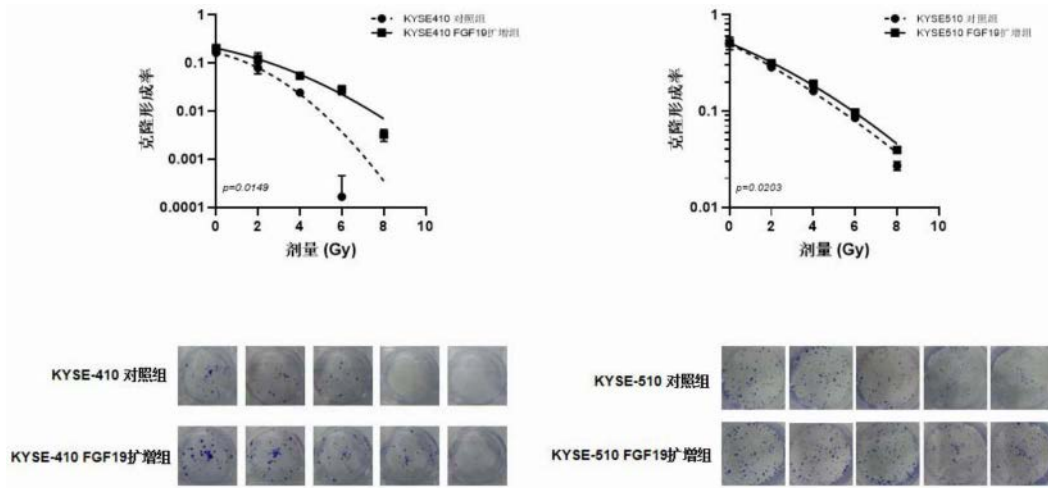 KYSE410 对照组
KYSE410 FGF19扩增组
1
0.1
0.01
0.001
0.0001
克隆形成率
p=0.0149
0 2 4 6 8 10
剂量 (Gy)
KYSE510 对照组
KYSE510 FGF19扩增组
1
0.1
0.01
克隆形成率
p=0.0203
0 2 4 6 8 10
剂量 (Gy)
KYSE-410 对照组
KYSE-410 FGF19扩增组
KYSE-510 对照组
KYSE-510 FGF19扩增组